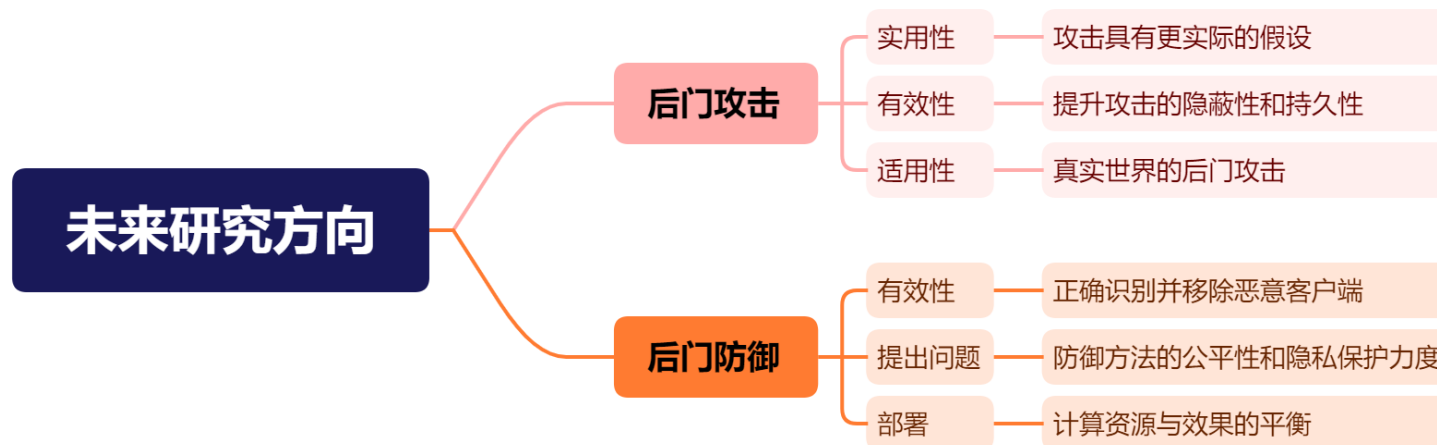 未来研究方向
后门攻击
实用性
攻击具有更实际的假设
有效性
提升攻击的隐蔽性和持久性
适用性
真实世界的后门攻击
后门防御
有效性
正确识别并移除恶意客户端
提出问题
防御方法的公平性和隐私保护力度
部署
计算资源与效果的平衡